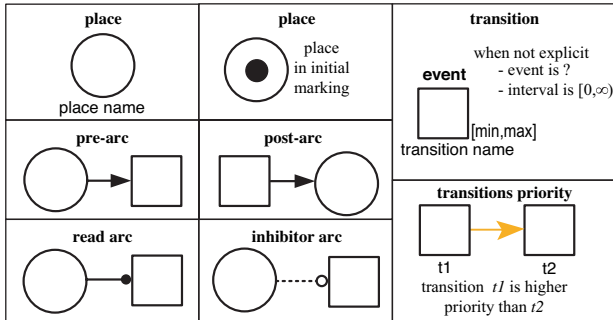 place
place name
place
place
in initial
marking
transition
when not explicit
- event is ?
- interval is [0,∞)
event
[min,max]
transition name
pre-arc
post-arc
transitions priority
t1
t2
transition t1 is higher
priority than t2
read arc
inhibitor arc